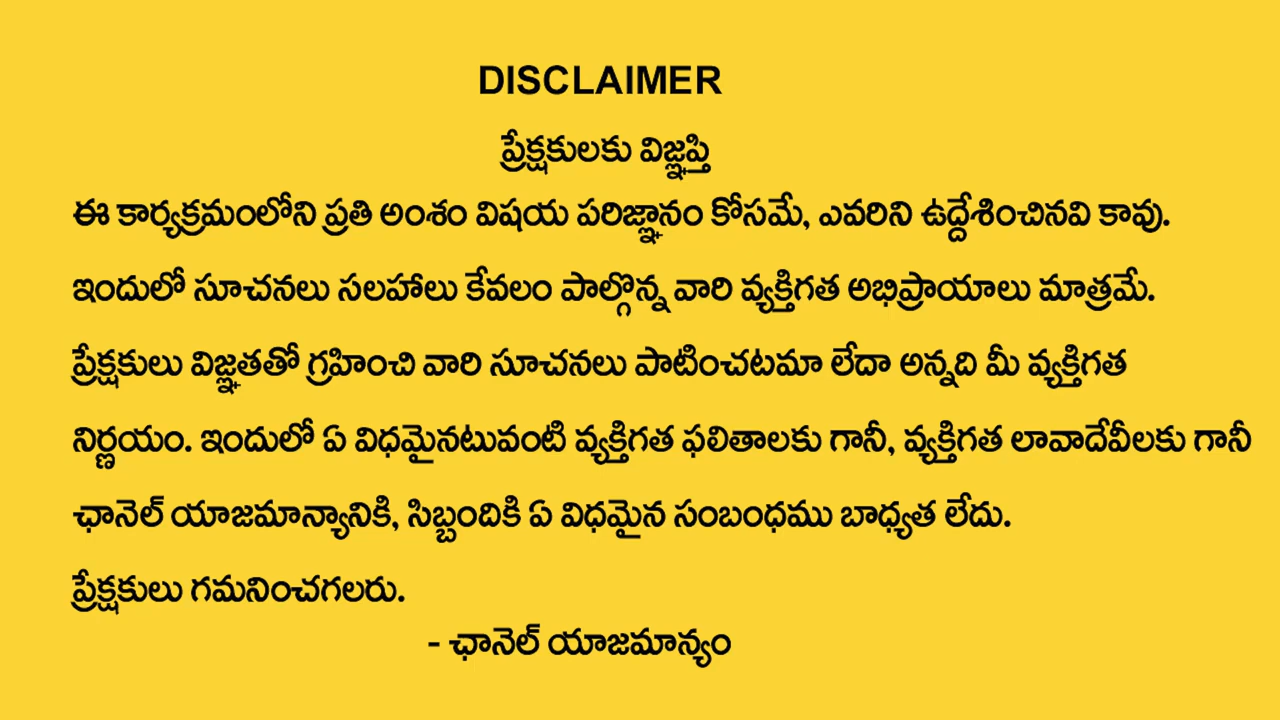 DISCLAIMER
ప్రేక్షకులకు విజ్ఞప్తి
ఈ కార్యక్రమంలోని ప్రతి అంశం విషయ పరిజ్ఞానం కోసమే, ఎవరిని ఉద్దేశించినవి కావు.
ఇందులో సూచనలు సలహాలు కేవలం పాల్గొన్న వారి వ్యక్తిగత అభిప్రాయాలు మాత్రమే.
ప్రేక్షకులు విజ్ఞతతో గ్రహించి వారి సూచనలు పాటించటమా లేదా అన్నది మీ వ్యక్తిగత
నిర్ణయం. ఇందులో ఏ విధమైనటువంటి వ్యక్తిగత ఫలితాలకు గానీ, వ్యక్తిగత లావాదేవీలకు గానీ
ఛానెల్ యాజమాన్యానికి, సిబ్బందికి ఏ విధమైన సంబంధము బాధ్యత లేదు.
ప్రేక్షకులు గమనించగలరు.
- ఛానెల్ యాజమాన్యం